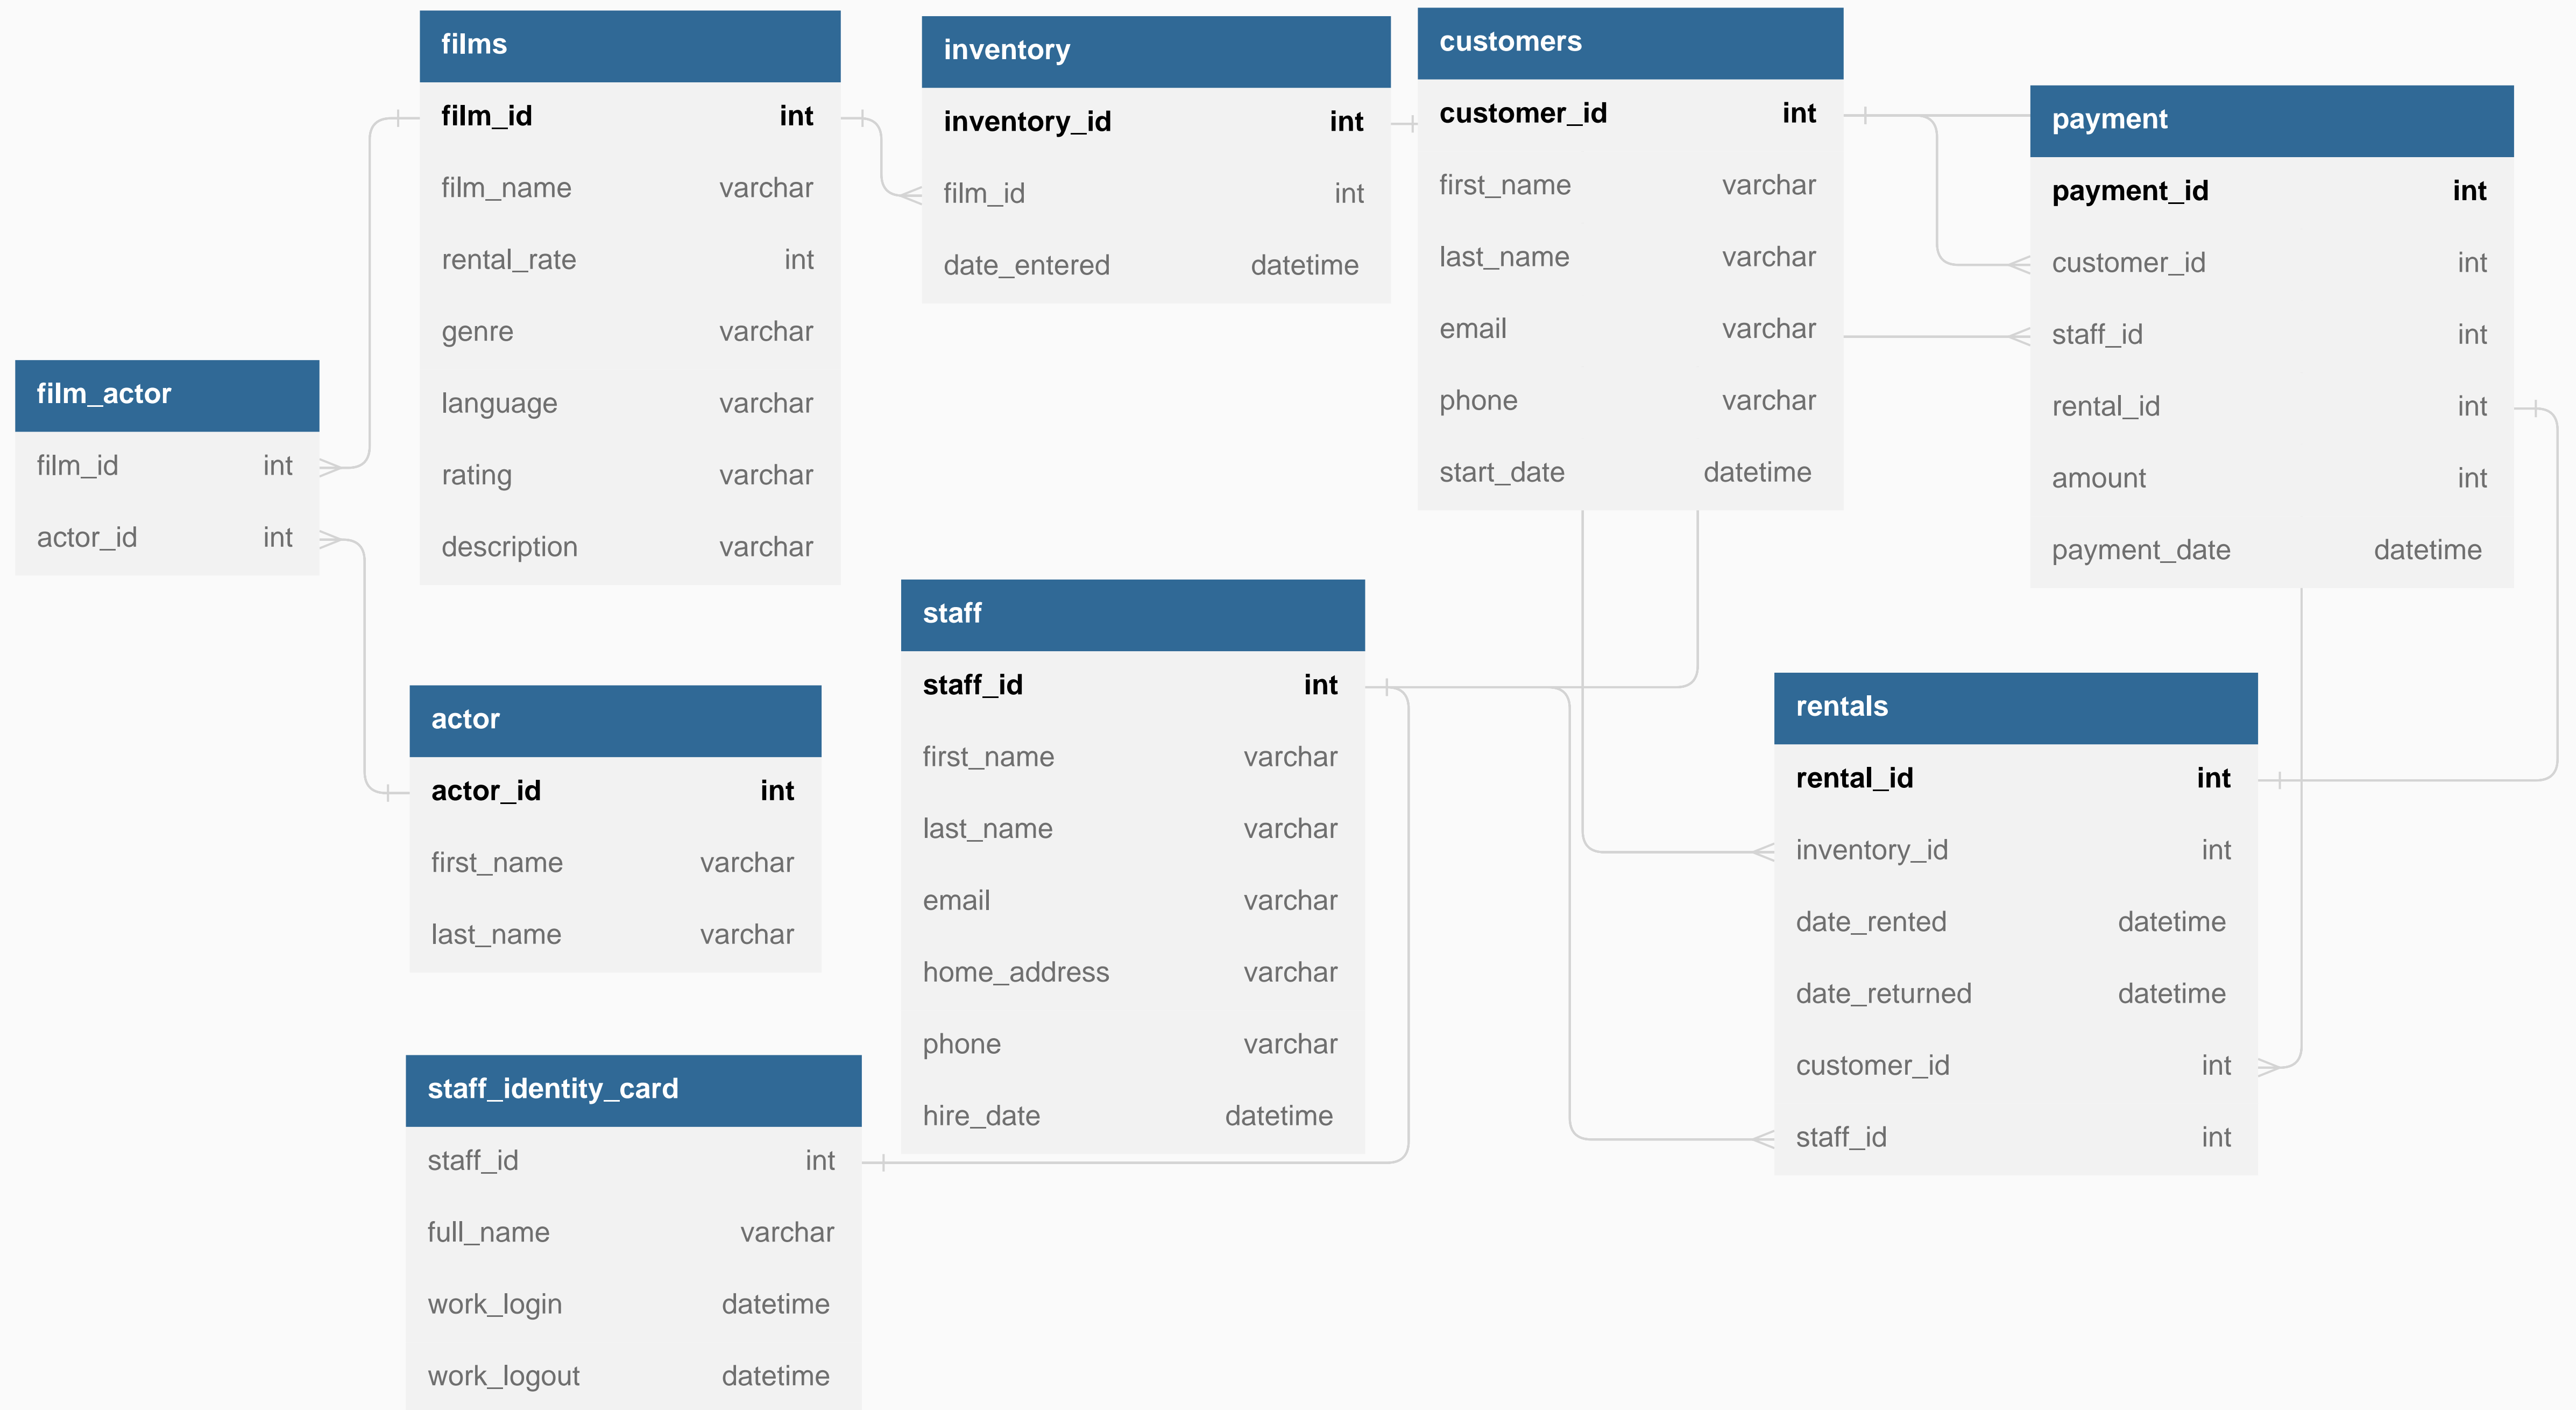 films
film_id int
film_name varchar
rental_rate int
genre varchar
language varchar
rating varchar
description varchar
inventory
inventory_id int
film_id int
date_entered datetime
customers
customer_id int
first_name varchar
last_name varchar
email varchar
phone varchar
start_date datetime
payment
payment_id int
customer_id int
staff_id int
rental_id int
amount int
payment_date datetime
film_actor
film_id int
actor_id int
staff
staff_id int
first_name varchar
last_name varchar
email varchar
home_address varchar
phone varchar
hire_date datetime
rentals
rental_id int
inventory_id int
date_rented datetime
date_returned datetime
customer_id int
staff_id int
actor
actor_id int
first_name varchar
last_name varchar
staff_identity_card
staff_id int
full_name varchar
work_login datetime
work_logout datetime